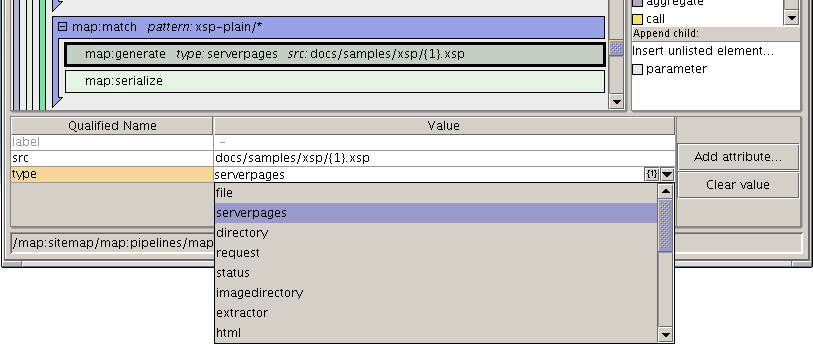 aggregate
map:match pattern: xsp-plain/*
call
Append child:
map:generate type: serverpages src: docs/samples/xsp/{1}.xsp
Insert unlisted element...
parameter
map:serialize
Qualified Name Value
label –
src docs/samples/xsp/{1}.xsp
Add attribute...
type serverpages {1}
Clear value
file
serverpages
directory
/map:sitemap/map:pipelines/map
request
status
imagedirectory
extractor
html